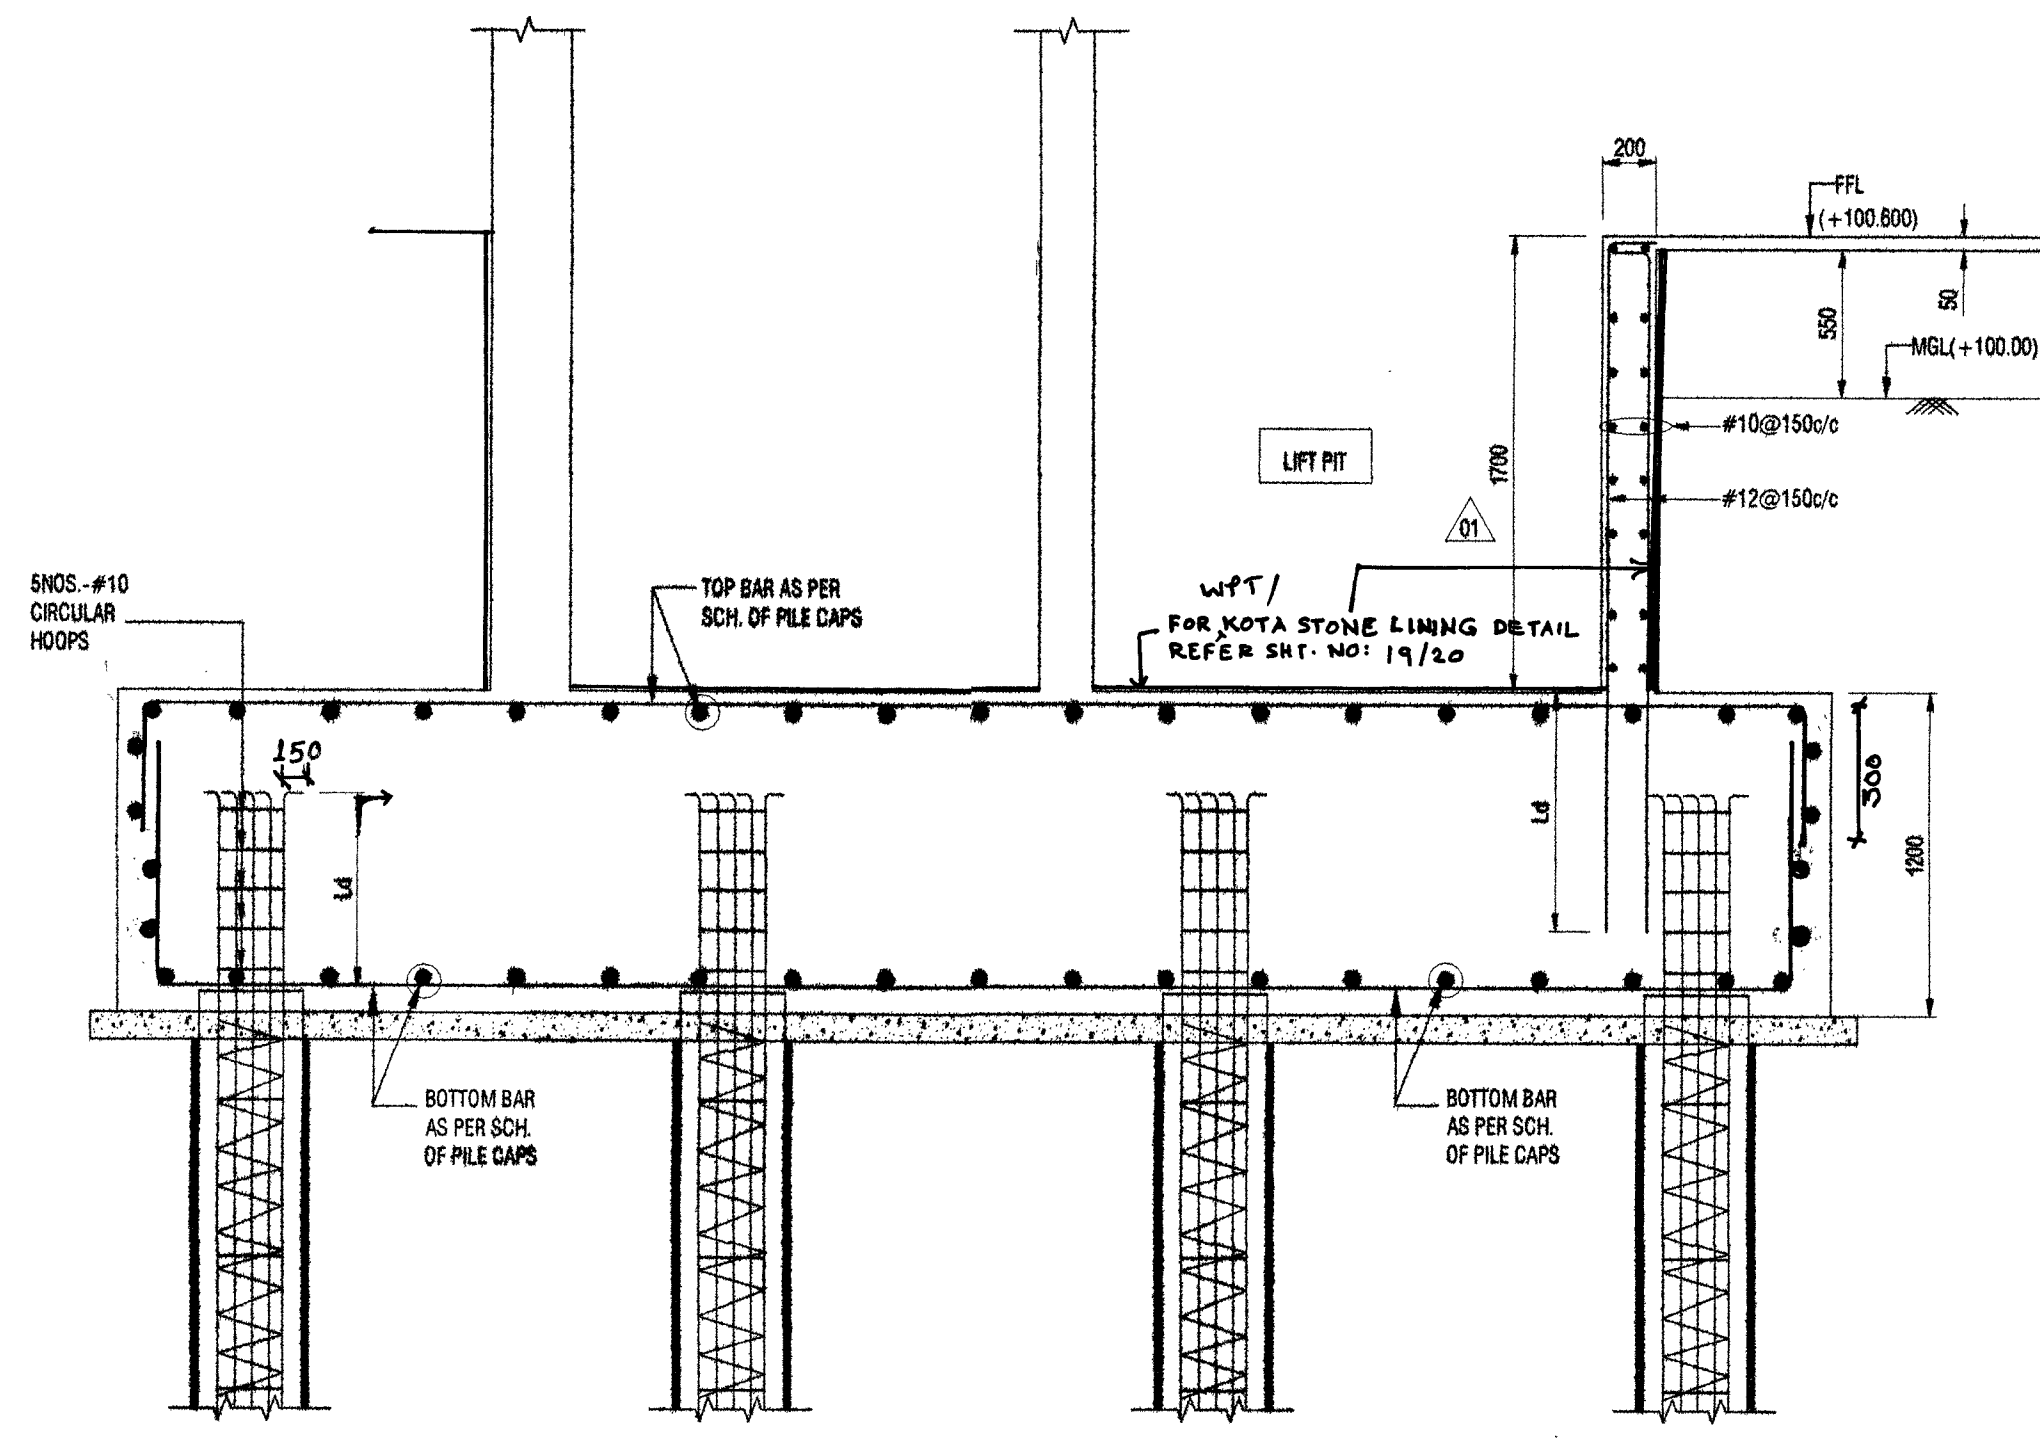 200
FFL
(+100.600)
50
550
MGL(+100.00)
#10@150c/c
LIFT PIT
1700
#12@150c/c
01
5NOS.-#10
CIRCULAR
HOOPS
TOP BAR AS PER
SCH. OF PILE CAPS
WPT/
FOR KOTA STONE LINING DETAIL
REFER SHT. NO: 19/20
150
300
Ld
Ld
1200
BOTTOM BAR
AS PER SCH.
OF PILE CAPS
BOTTOM BAR
AS PER SCH.
OF PILE CAPS